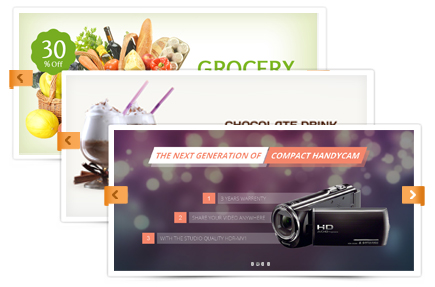 30
% Off
GROCERY
CHOCOLATE DRINK
THE NEXT GENERATION OF COMPACT HANDYCAM
1 3 YEARS WARRENTY
2 SHARE YOUR VIDEO ANYWHERE
3 WITH THE STUDIO QUALITY
HD